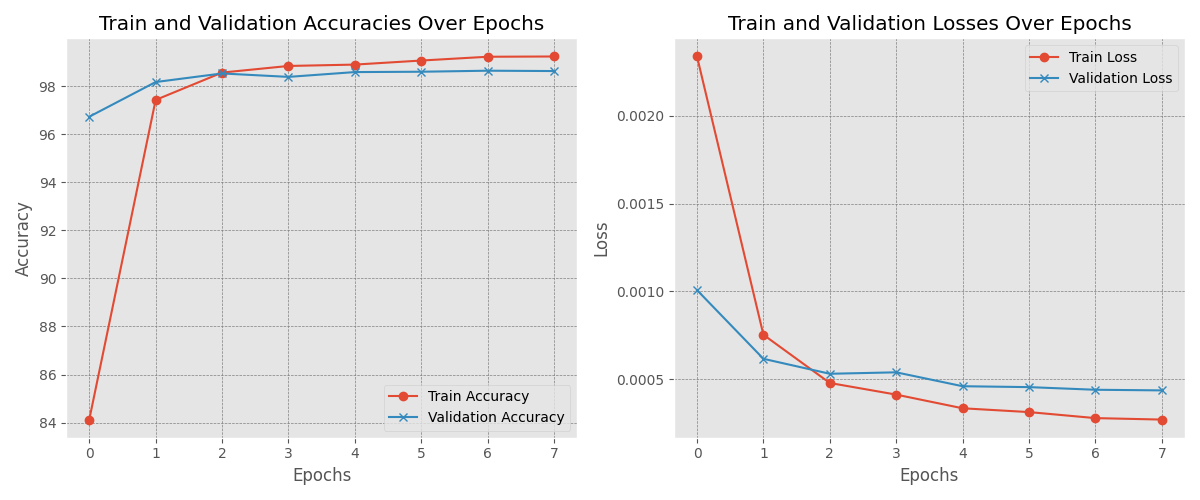 Train and Validation Accuracies Over Epochs
98
96
94
92
90
88
86
84
Accuracy
0 1 2 3 4 5 6 7
Epochs
Train Accuracy
Validation Accuracy
Train and Validation Losses Over Epochs
0.0020
0.0015
0.0010
0.0005
Loss
0 1 2 3 4 5 6 7
Epochs
Train Loss
Validation Loss